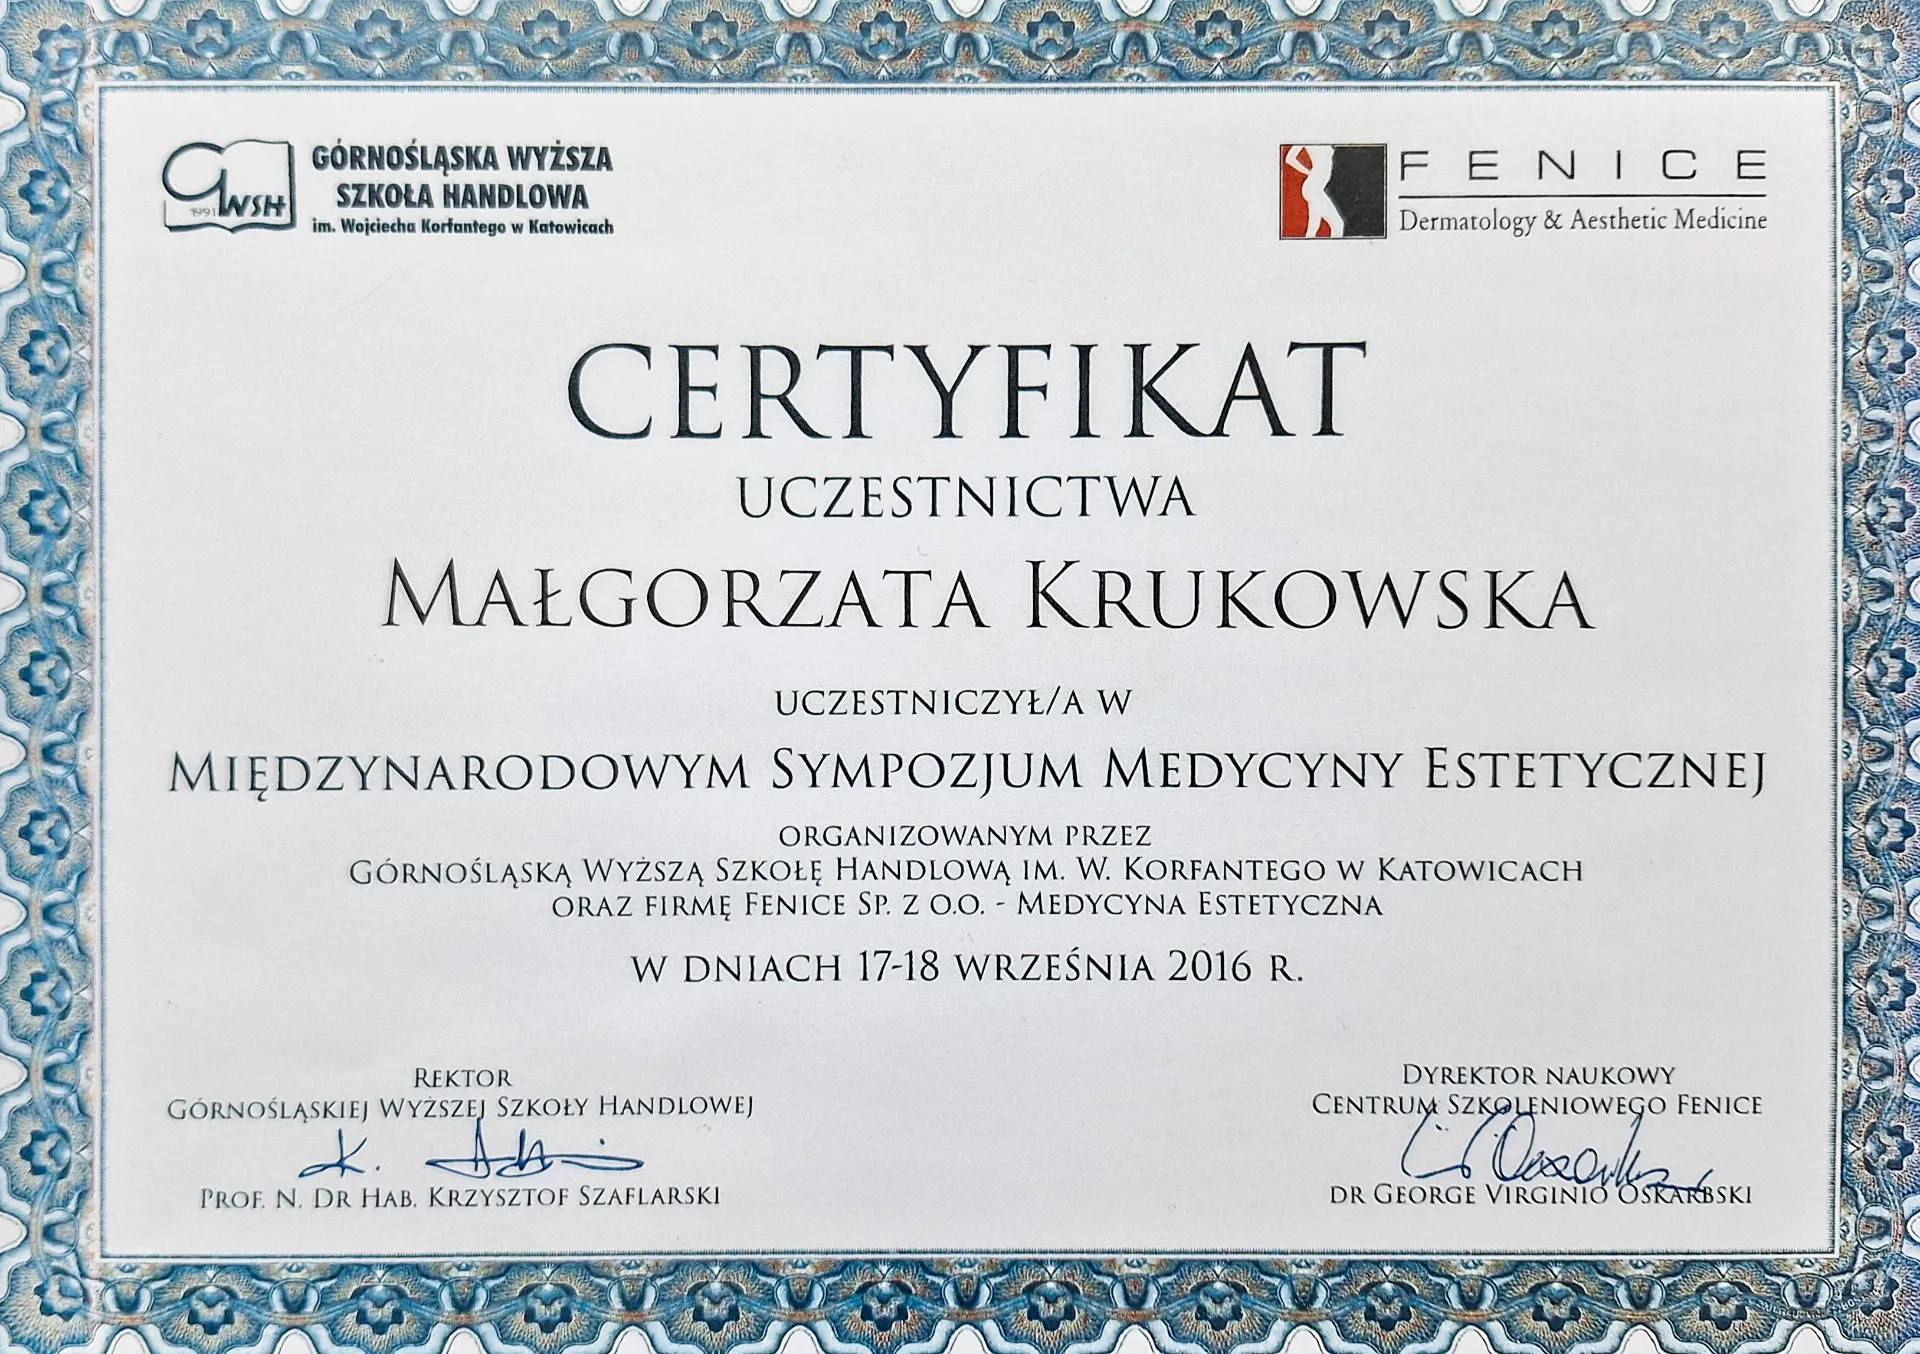 GWSH
1991
GÓRNOŚLĄSKA WYŻSZA
SZKOŁA HANDLOWA
im. Wojciecha Korfantego w Katowicach
FENICE
Dermatology & Aesthetic Medicine
CERTYFIKAT
UCZESTNICTWA
MAŁGORZATA KRUKOWSKA
UCZESTNICZYŁ/A W
MIĘDZYNARODOWYM SYMPOZJUM MEDYCYNY ESTETYCZNEJ
ORGANIZOWANYM PRZEZ
GÓRNOŚLĄSKĄ WYŻSZĄ SZKOŁĘ HANDLOWĄ IM. W. KORFANTEGO W KATOWICACH
ORAZ FIRMĘ FENICE SP. Z O.O. - MEDYCYNA ESTETYCZNA
W DNIACH 17-18 WRZEŚNIA 2016 R.
REKTOR
GÓRNOŚLĄSKIEJ WYŻSZEJ SZKOŁY HANDLOWEJ
PROF. N. DR HAB. KRZYSZTOF SZAFLARSKI
DYREKTOR NAUKOWY
CENTRUM SZKOLENIOWEGO FENICE
DR GEORGE VIRGINIO OSKARBSKI